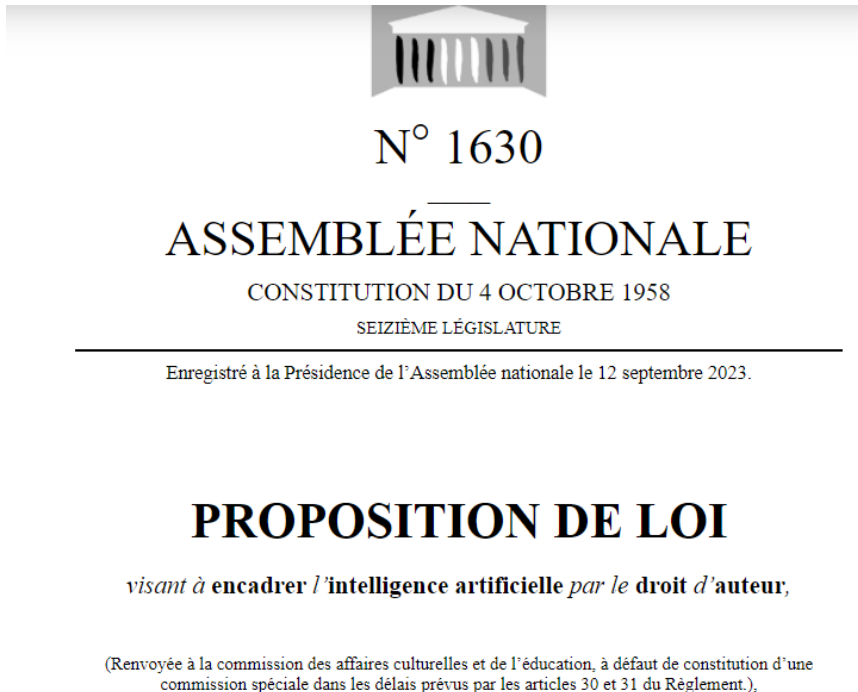 N° 1630
ASSEMBLÉE NATIONALE
CONSTITUTION DU 4 OCTOBRE 1958
SEIZIÈME LÉGISLATURE
Enregistré à la Présidence de l’Assemblée nationale le 12 septembre 2023.
PROPOSITION DE LOI
visant à encadrer l’intelligence artificielle par le droit d’auteur,
(Renvoyée à la commission des affaires culturelles et de l’éducation, à défaut de constitution d’une
commission spéciale dans les délais prévus par les articles 30 et 31 du Règlement.),